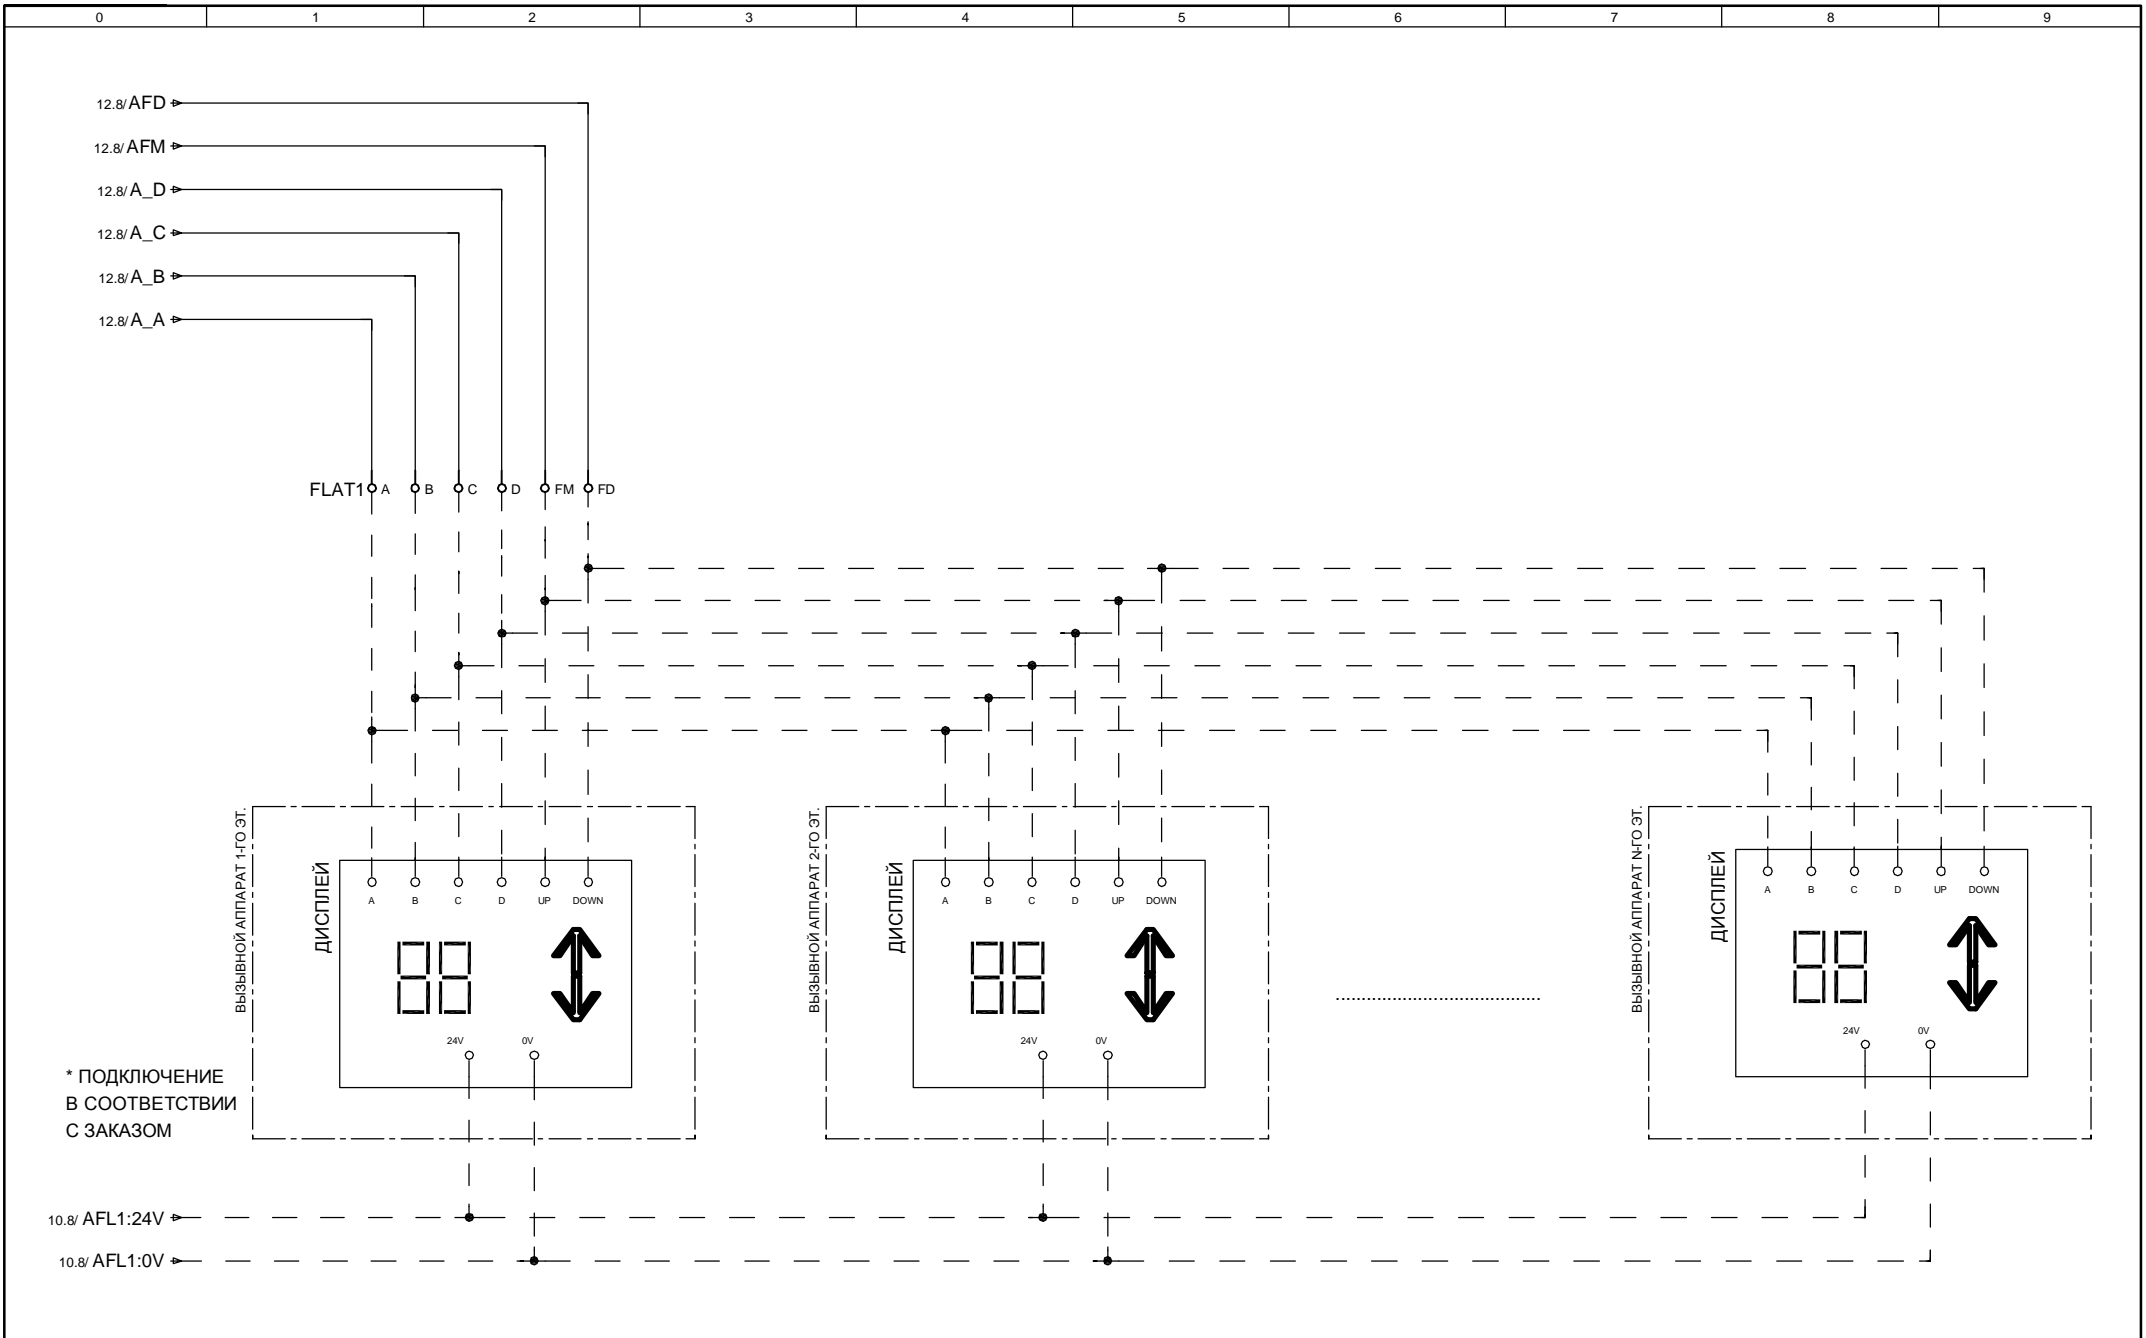 0 1 2 3 4 5 6 7 8 9
12.8/ AFD
12.8/ AFM
12.8/ A_D
12.8/ A_C
12.8/ A_B
12.8/ A_A
FLAT1 A B C D FM FD
ВЫЗЫВНОЙ АППАРАТ 1-ГО ЭТ.
ДИСПЛЕЙ
A B C D UP DOWN
24V 0V
ВЫЗЫВНОЙ АППАРАТ 2-ГО ЭТ.
ДИСПЛЕЙ
A B C D UP DOWN
24V 0V
ВЫЗЫВНОЙ АППАРАТ N-ГО ЭТ.
ДИСПЛЕЙ
A B C D UP DOWN
24V 0V
* ПОДКЛЮЧЕНИЕ
В СООТВЕТСТВИИ
С ЗАКАЗОМ
10.8/ AFL1:24V
10.8/ AFL1:0V